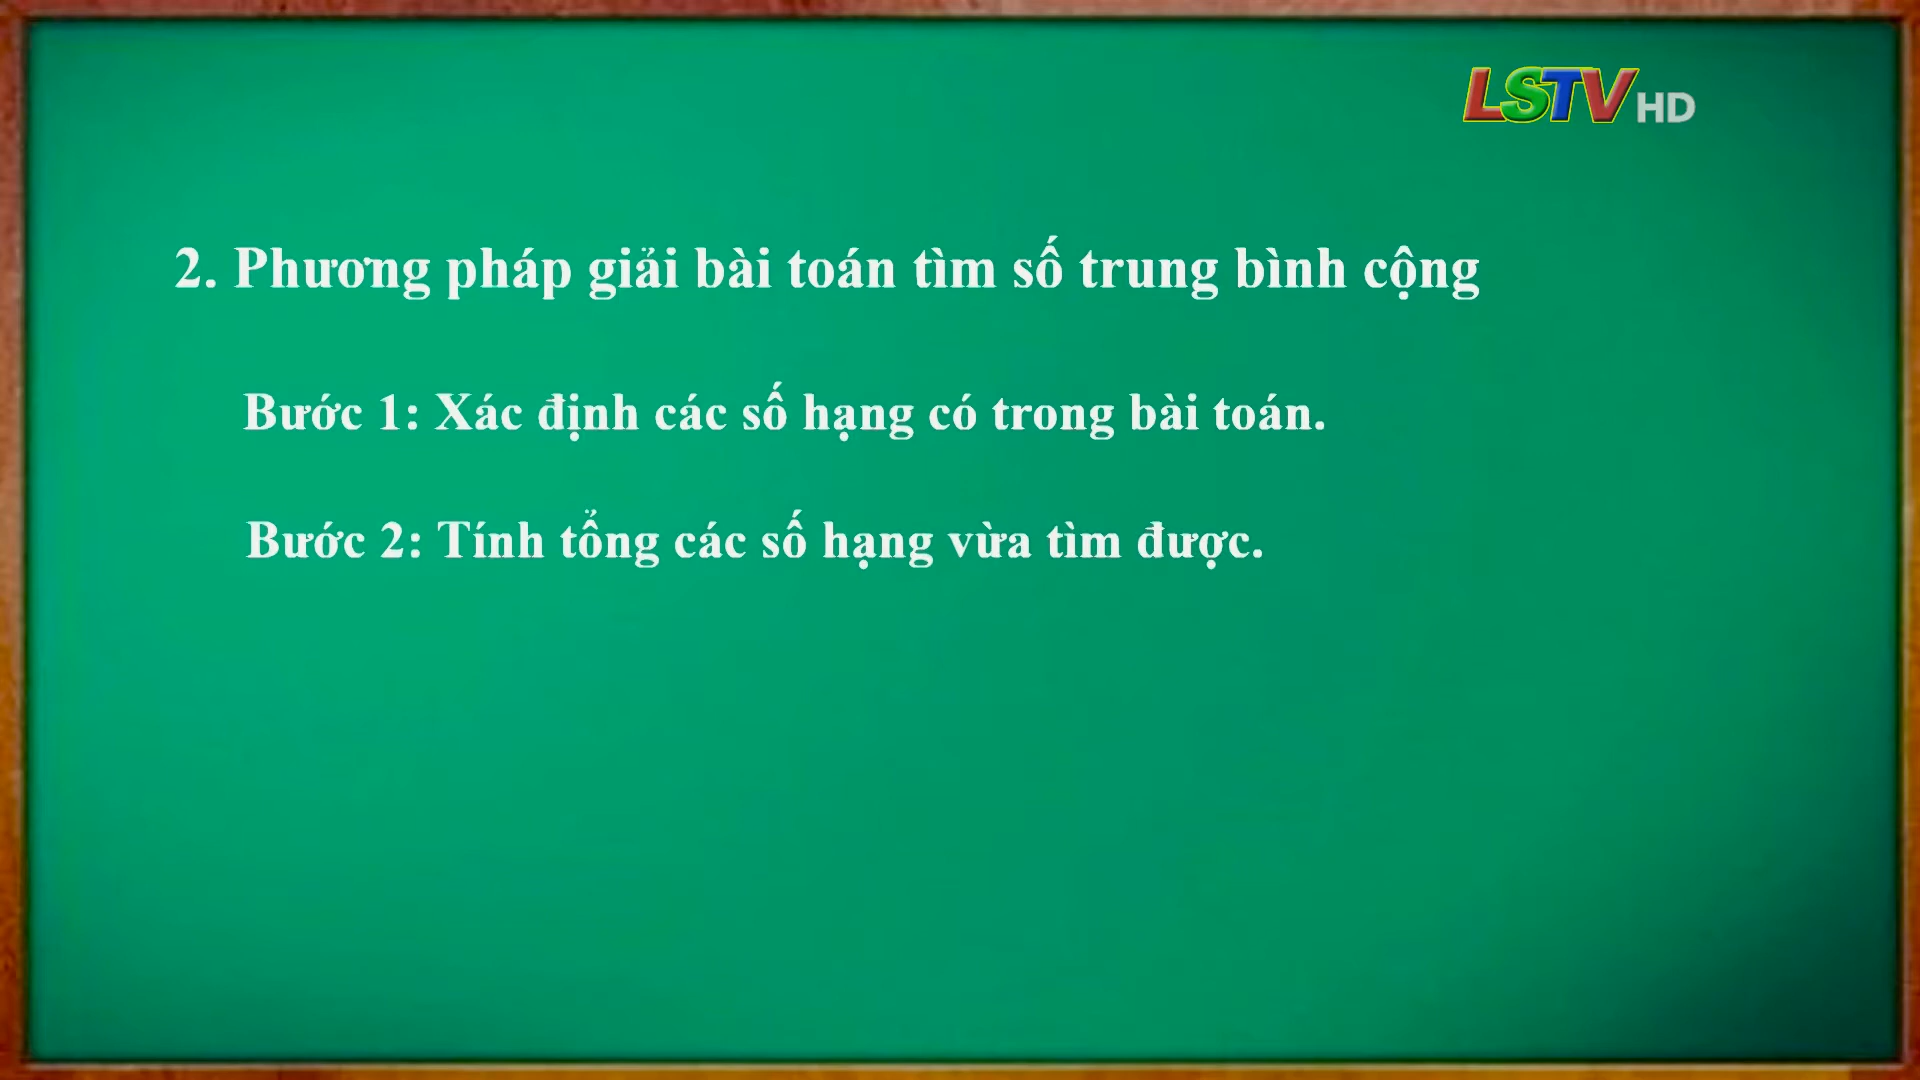 LSTV HD
2. Phương pháp giải bài toán tìm số trung bình cộng
Bước 1: Xác định các số hạng có trong bài toán.
Bước 2: Tính tổng các số hạng vừa tìm được.